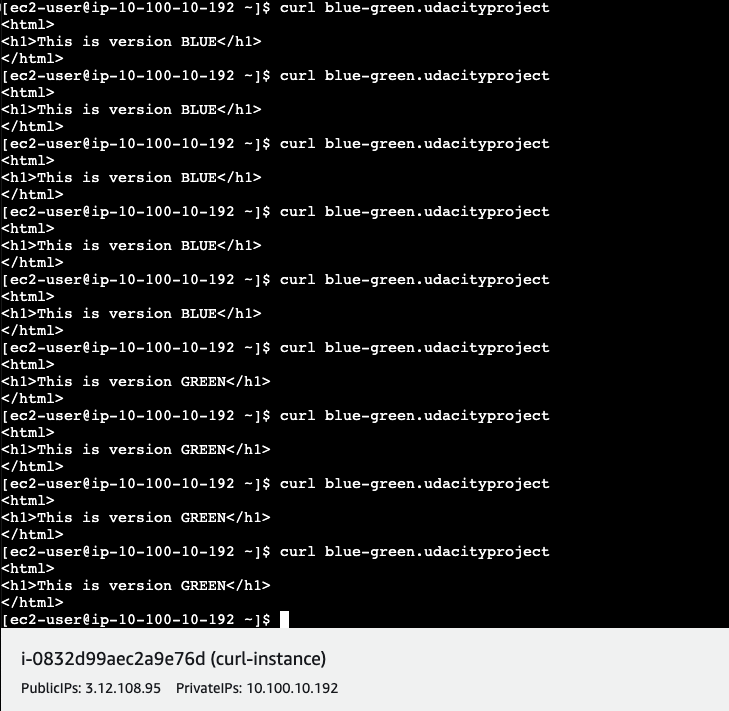 [ec2-user@ip-10-100-10-192 ~]$ curl blue-green.udacityproject
<html>
<h1>This is version BLUE</h1>
</html>
[ec2-user@ip-10-100-10-192 ~]$ curl blue-green.udacityproject
<html>
<h1>This is version BLUE</h1>
</html>
[ec2-user@ip-10-100-10-192 ~]$ curl blue-green.udacityproject
<html>
<h1>This is version BLUE</h1>
</html>
[ec2-user@ip-10-100-10-192 ~]$ curl blue-green.udacityproject
<html>
<h1>This is version BLUE</h1>
</html>
[ec2-user@ip-10-100-10-192 ~]$ curl blue-green.udacityproject
<html>
<h1>This is version BLUE</h1>
</html>
[ec2-user@ip-10-100-10-192 ~]$ curl blue-green.udacityproject
<html>
<h1>This is version GREEN</h1>
</html>
[ec2-user@ip-10-100-10-192 ~]$ curl blue-green.udacityproject
<html>
<h1>This is version GREEN</h1>
</html>
[ec2-user@ip-10-100-10-192 ~]$ curl blue-green.udacityproject
<html>
<h1>This is version GREEN</h1>
</html>
[ec2-user@ip-10-100-10-192 ~]$ curl blue-green.udacityproject
<html>
<h1>This is version GREEN</h1>
</html>
[ec2-user@ip-10-100-10-192 ~]$
i-0832d99aec2a9e76d (curl-instance)
PublicIPs: 3.12.108.95 PrivateIPs: 10.100.10.192